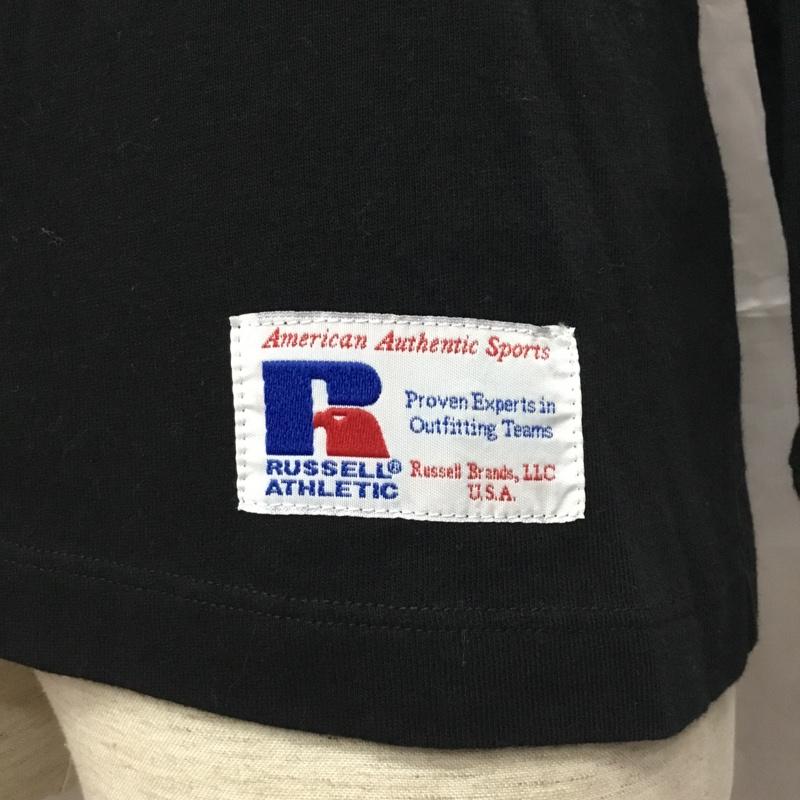 American Authentic Sports
Proven Experts in
Outfitting Teams
RUSSELL®
ATHLETIC
Russell Brands, LLC
U.S.A.